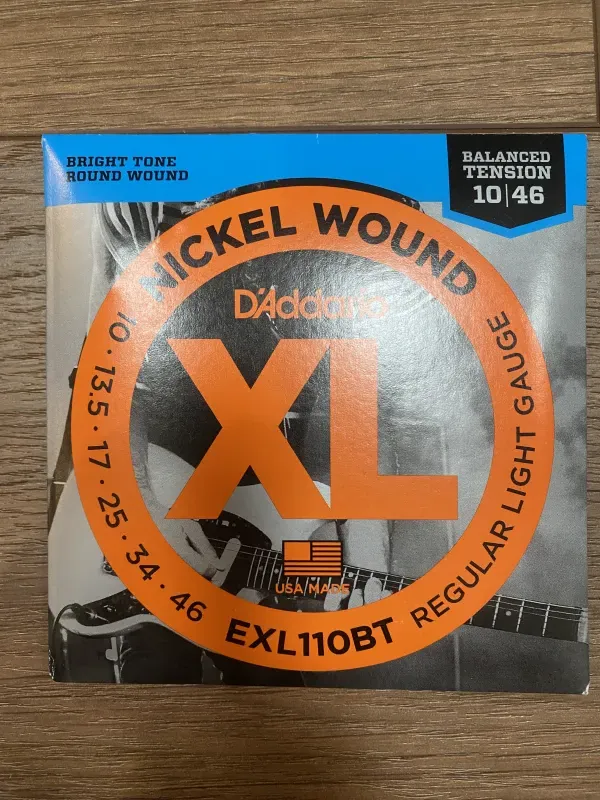 BRIGHT TONE
ROUND WOUND
BALANCED
TENSION
10|46
NICKEL WOUND
D'Addario
XL
10 · 13.5 · 17 · 25 · 34 · 46
USA MADE
EXL110BT
REGULAR LIGHT GAUGE